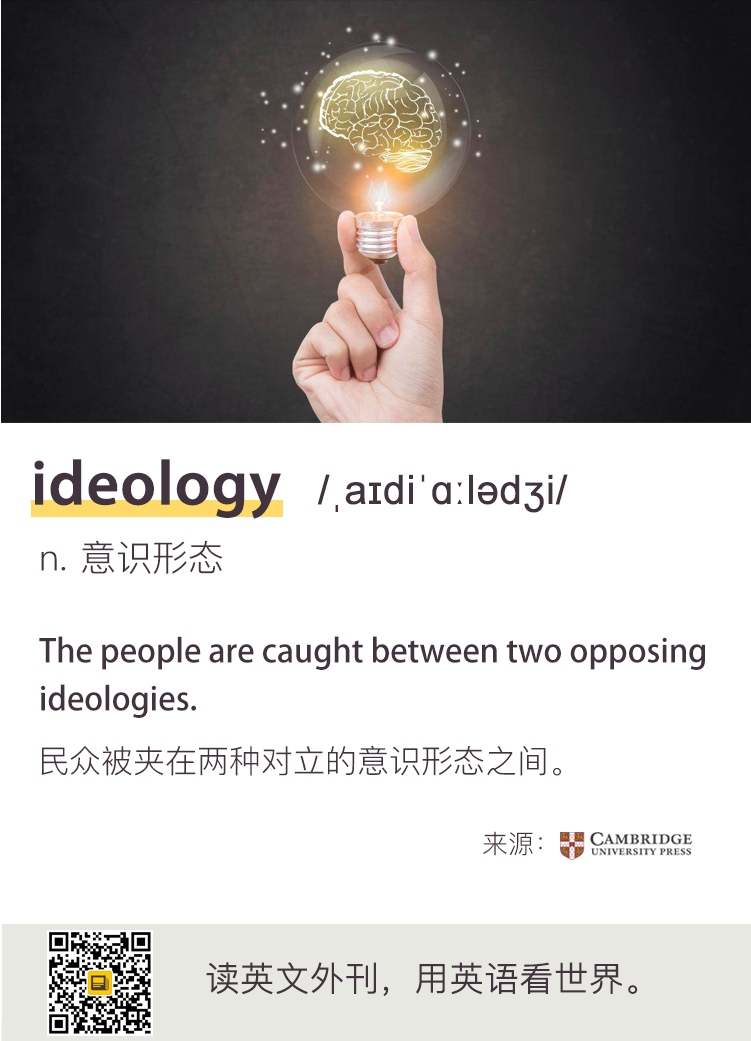 ideology /ˌaɪdiˈɑːlədʒi/
n. 意识形态
The people are caught between two opposing
ideologies.
民众被夹在两种对立的意识形态之间。
来源： CAMBRIDGE
UNIVERSITY PRESS
读英文外刊，用英语看世界。